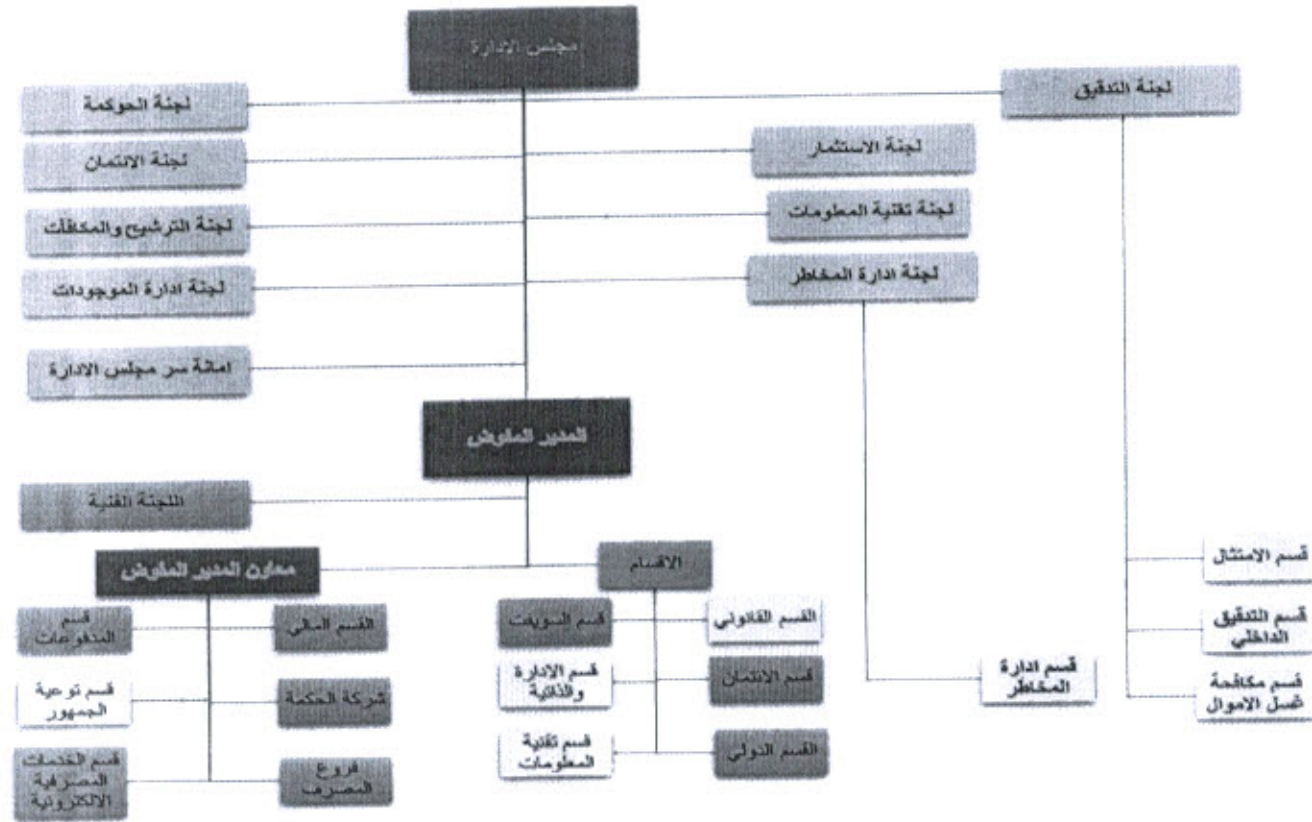 مجلس الادارة
لجنة التدقيق
لجنة الحوكمة
لجنة الاستثمار
لجنة الائتمان
لجنة تقنية المعلومات
لجنة الترشيح والمكافآت
لجنة ادارة المخاطر
لجنة ادارة الموجودات
امانة سر مجلس الادارة
المدير المفوض
اللجنة الفنية
الاقسام
معاون المدير المفوض
قسم الامتثال
قسم التدقيق
الداخلي
قسم مكافحة
غسل الاموال
قسم ادارة
المخاطر
القسم القانوني
قسم السويفت
قسم الائتمان
قسم الادارة
والذاتية
القسم الدولي
قسم تقنية
المعلومات
القسم المالي
قسم
المدفوعات
شركة الحكمة
قسم توعية
الجمهور
فروع
المصرف
قسم الخدمات
المصرفية
الالكترونية